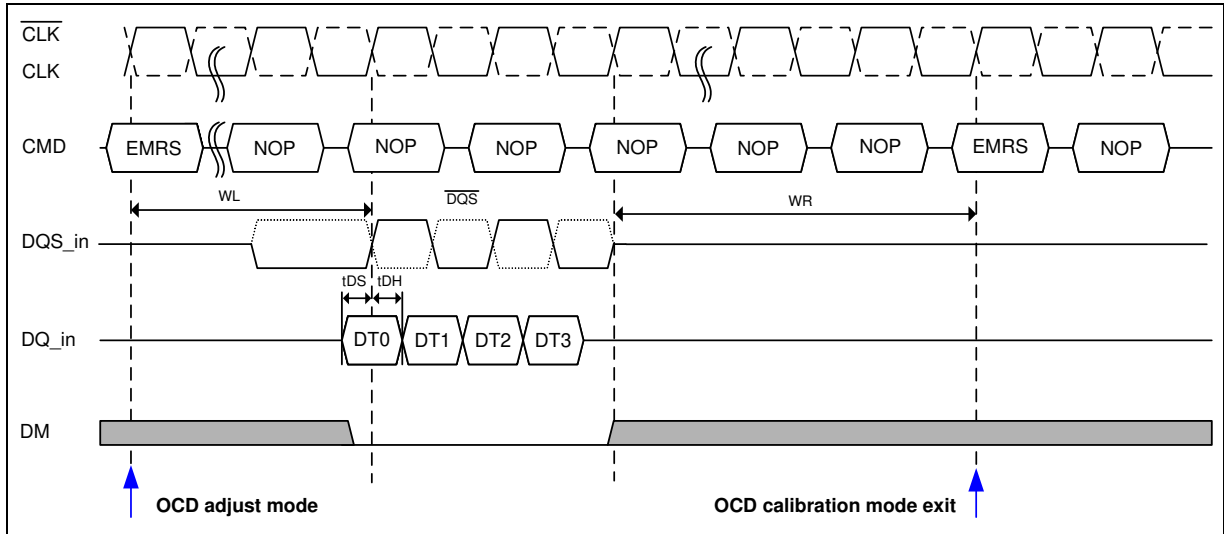 CLK
CLK
CMD EMRS NOP NOP NOP NOP NOP NOP EMRS NOP
WL DQS WR
DQS_in
tDS tDH
DQ_in DT0 DT1 DT2 DT3
DM
OCD adjust mode OCD calibration mode exit